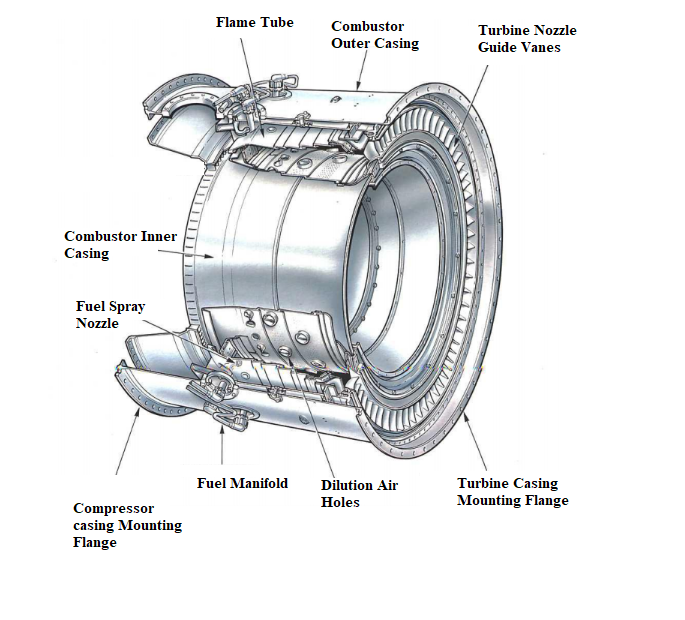 Flame Tube
Combustor
Outer Casing
Turbine Nozzle
Guide Vanes
Combustor Inner
Casing
Fuel Spray
Nozzle
Fuel Manifold
Dilution Air
Holes
Turbine Casing
Mounting Flange
Compressor
casing Mounting
Flange